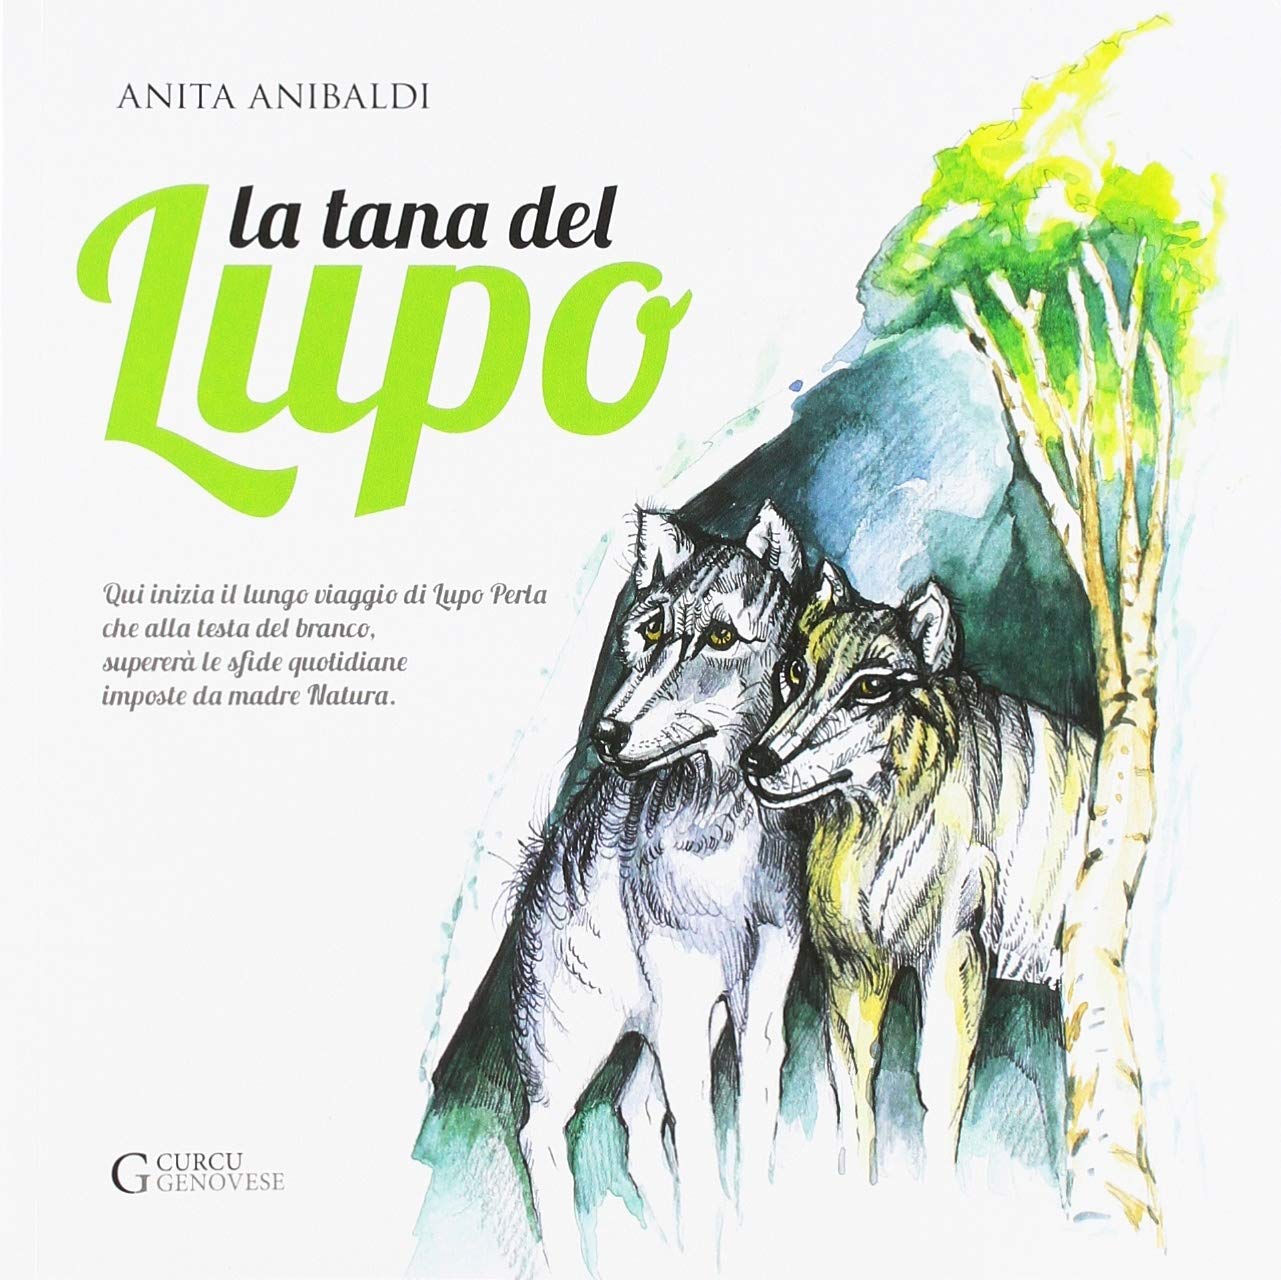 ANITA ANIBALDI
la tana del
Lupo
Qui inizia il lungo viaggio di Lupo Perla
che alla testa del branco,
supererà le sfide quotidiane
imposte da madre Natura.
G CURCU
GENOVESE